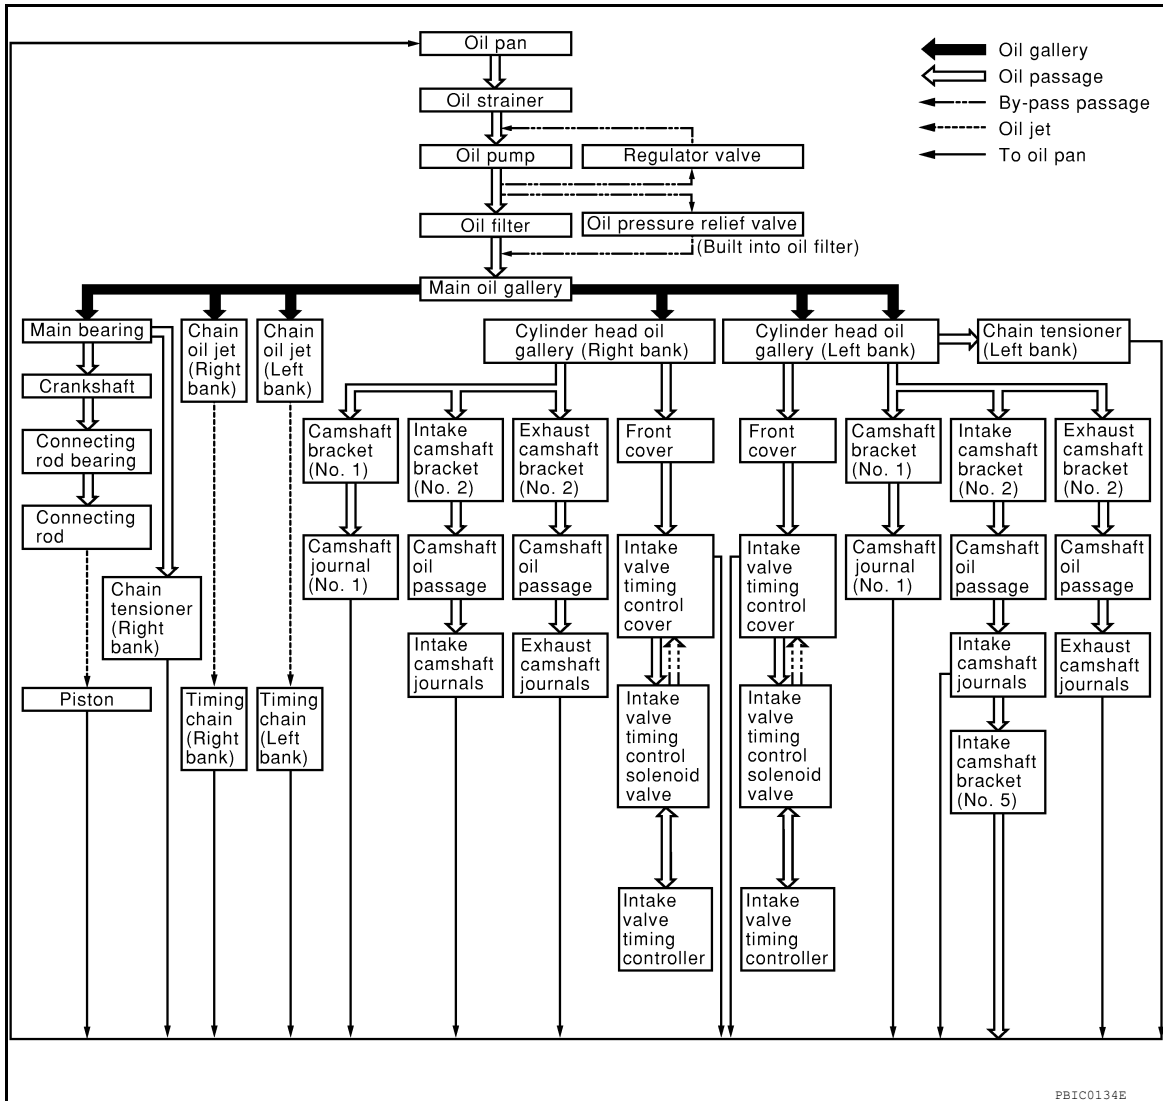 Oil pan
Oil strainer
Oil pump
Regulator valve
Oil filter
Oil pressure relief valve
(Built into oil filter)
Main oil gallery
Oil gallery
Oil passage
By-pass passage
Oil jet
To oil pan
Main bearing
Crankshaft
Connecting
rod bearing
Connecting
rod
Chain
tensioner
(Right
bank)
Piston
Chain
oil jet
(Right
bank)
Timing
chain
(Right
bank)
Chain
oil jet
(Left
bank)
Timing
chain
(Left
bank)
Cylinder head oil
gallery (Right bank)
Camshaft
bracket
(No. 1)
Camshaft
journal
(No. 1)
Intake
camshaft
bracket
(No. 2)
Camshaft
oil
passage
Intake
camshaft
journals
Exhaust
camshaft
bracket
(No. 2)
Camshaft
oil
passage
Exhaust
camshaft
journals
Front
cover
Intake
valve
timing
control
cover
Intake
valve
timing
control
solenoid
valve
Intake
valve
timing
controller
Cylinder head oil
gallery (Left bank)
Chain tensioner
(Left bank)
Front
cover
Intake
valve
timing
control
cover
Intake
valve
timing
control
solenoid
valve
Intake
valve
timing
controller
Camshaft
bracket
(No. 1)
Camshaft
journal
(No. 1)
Intake
camshaft
bracket
(No. 2)
Camshaft
oil
passage
Intake
camshaft
journals
Intake
camshaft
bracket
(No. 5)
Exhaust
camshaft
bracket
(No. 2)
Camshaft
oil
passage
Exhaust
camshaft
journals
PBIC0134E